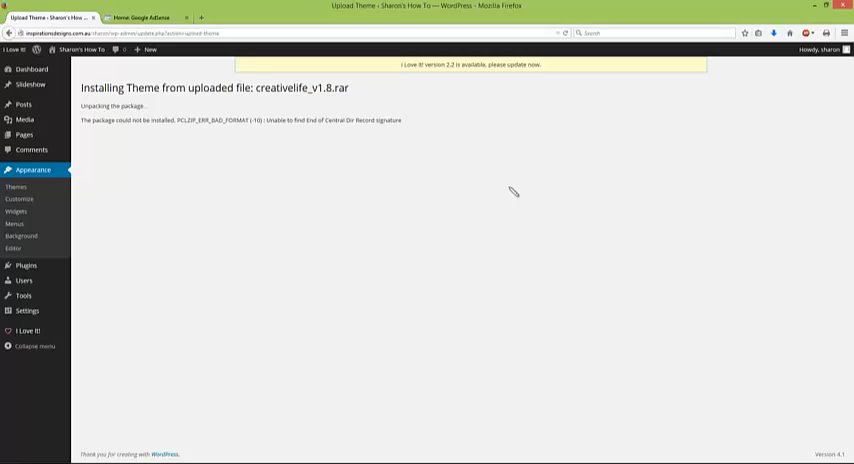 Upload Theme ‹ Sharon's How To — WordPress - Mozilla Firefox
Upload Theme ‹ Sharon's How ... ×
Home: Google AdSense ×
inspirationsdesigns.com.au/sharon/wp-admin/update.php?action=upload-theme
Search
I Love It!
Sharon's How To
0
New
Howdy, sharon
I Love It! version 2.2 is available, please update now.
Dashboard
Slideshow
Posts
Media
Pages
Comments
Appearance
Themes
Customize
Widgets
Menus
Background
Editor
Plugins
Users
Tools
Settings
I Love It!
Collapse menu
Installing Theme from uploaded file: creativelife_v1.8.rar
Unpacking the package...
The package could not be installed. PCLZIP_ERR_BAD_FORMAT (-10) : Unable to find End of Central Dir Record signature
Thank you for creating with WordPress.
Version 4.1